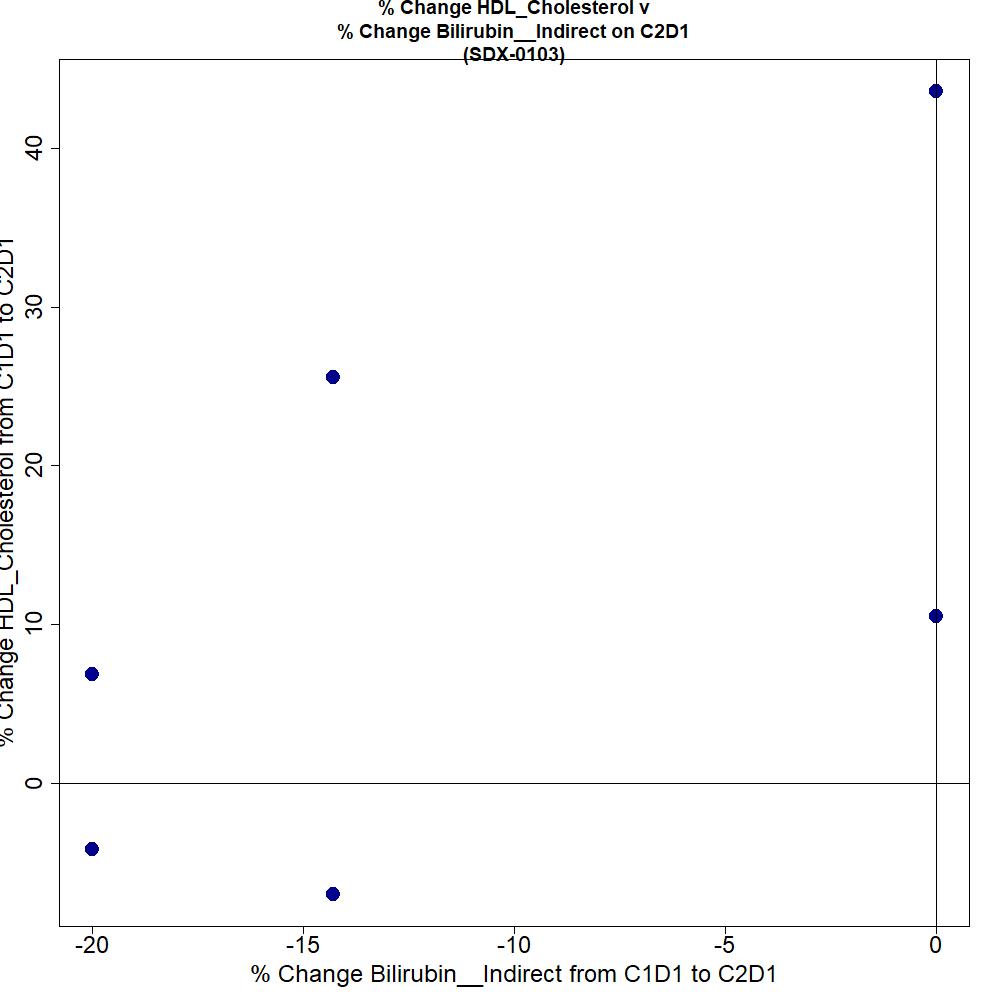 % Change HDL_Cholesterol v
% Change Bilirubin__Indirect on C2D1
(SDX-0103)
% Change HDL_Cholesterol from C1D1 to C2D1
40
30
20
10
0
-20
-15
-10
-5
0
% Change Bilirubin__Indirect from C1D1 to C2D1